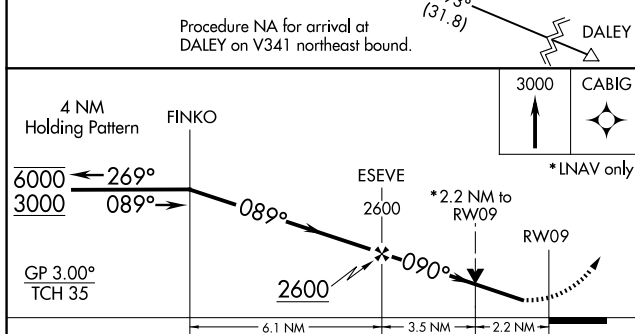 (31.8)
Procedure NA for arrival at
DALEY on V341 northeast bound.
DALEY
4 NM
Holding Pattern
FINKO
3000
CABIG
*LNAV only
6000
269°
3000
089°
089°
ESEVE
2600
*2.2 NM to
RW09
RW09
090°
2600
GP 3.00°
TCH 35
6.1 NM
3.5 NM
2.2 NM